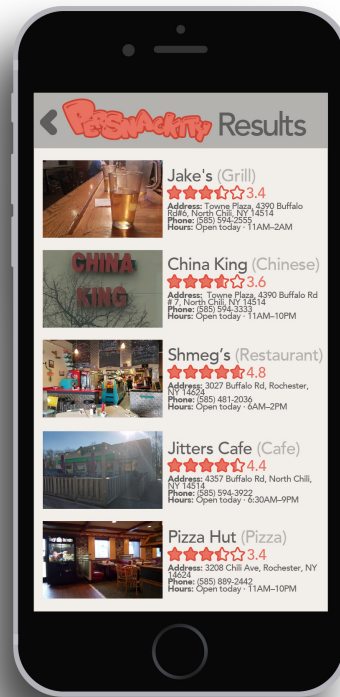 PERSNACKITY Results
Jake's (Grill)
3.4
Address: Towne Plaza, 4390 Buffalo
Rd#6, North Chili, NY 14514
Phone: (585) 594-2555
Hours: Open today · 11AM–2AM
CHINA
KING
China King (Chinese)
3.6
Address: Towne Plaza, 4390 Buffalo Rd
# 7, North Chili, NY 14514
Phone: (585) 594-3333
Hours: Open today · 11AM–10PM
Shmeg's (Restaurant)
4.8
Address: 3027 Buffalo Rd, Rochester,
NY 14624
Phone: (585) 481-2036
Hours: Open today · 6AM–2PM
Jitters Cafe (Cafe)
4.4
Address: 4357 Buffalo Rd, North Chili,
NY 14514
Phone: (585) 594-3922
Hours: Open today · 6:30AM–9PM
Pizza Hut (Pizza)
3.4
Address: 3208 Chili Ave, Rochester, NY
14624
Phone: (585) 889-2442
Hours: Open today · 11AM–10PM